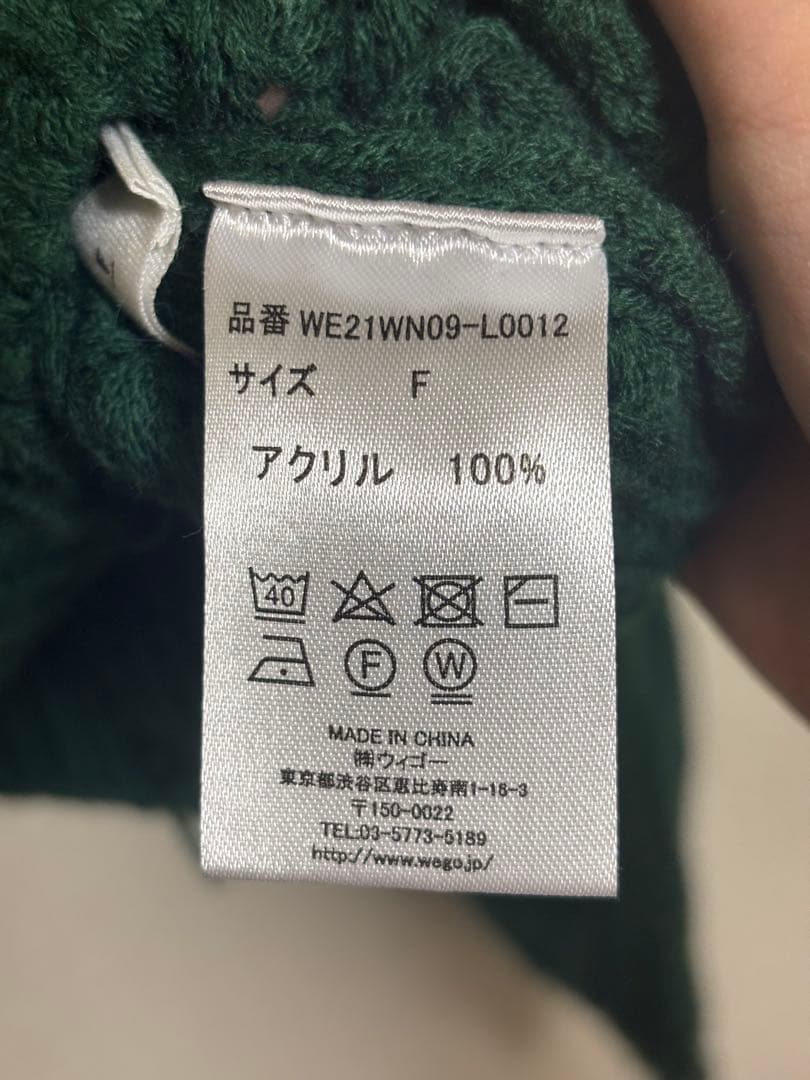 品番 WE21WN09-L0012
サイズ F
アクリル 100%
40
F W
MADE IN CHINA
㈱ウィゴー
東京都渋谷区恵比寿南1-16-3
〒150-0022
TEL:03-5773-5189
http://www.wego.jp/